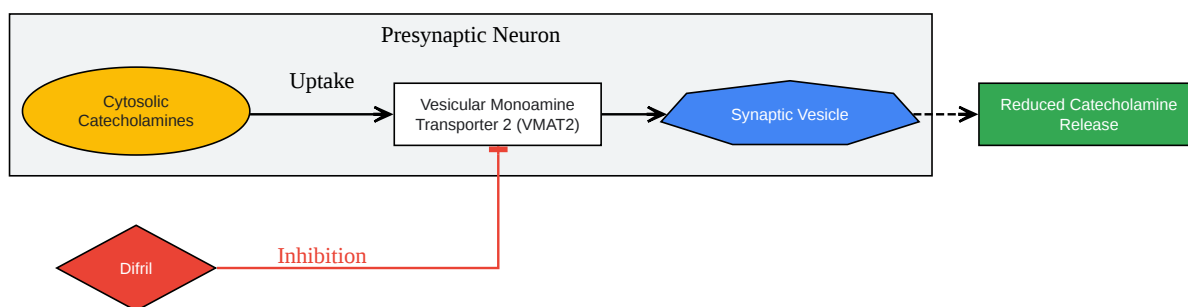 Presynaptic Neuron
Uptake
Cytosolic
Catecholamines
Vesicular Monoamine
Transporter 2 (VMAT2)
Synaptic Vesicle
Reduced Catecholamine
Release
Inhibition
Difril